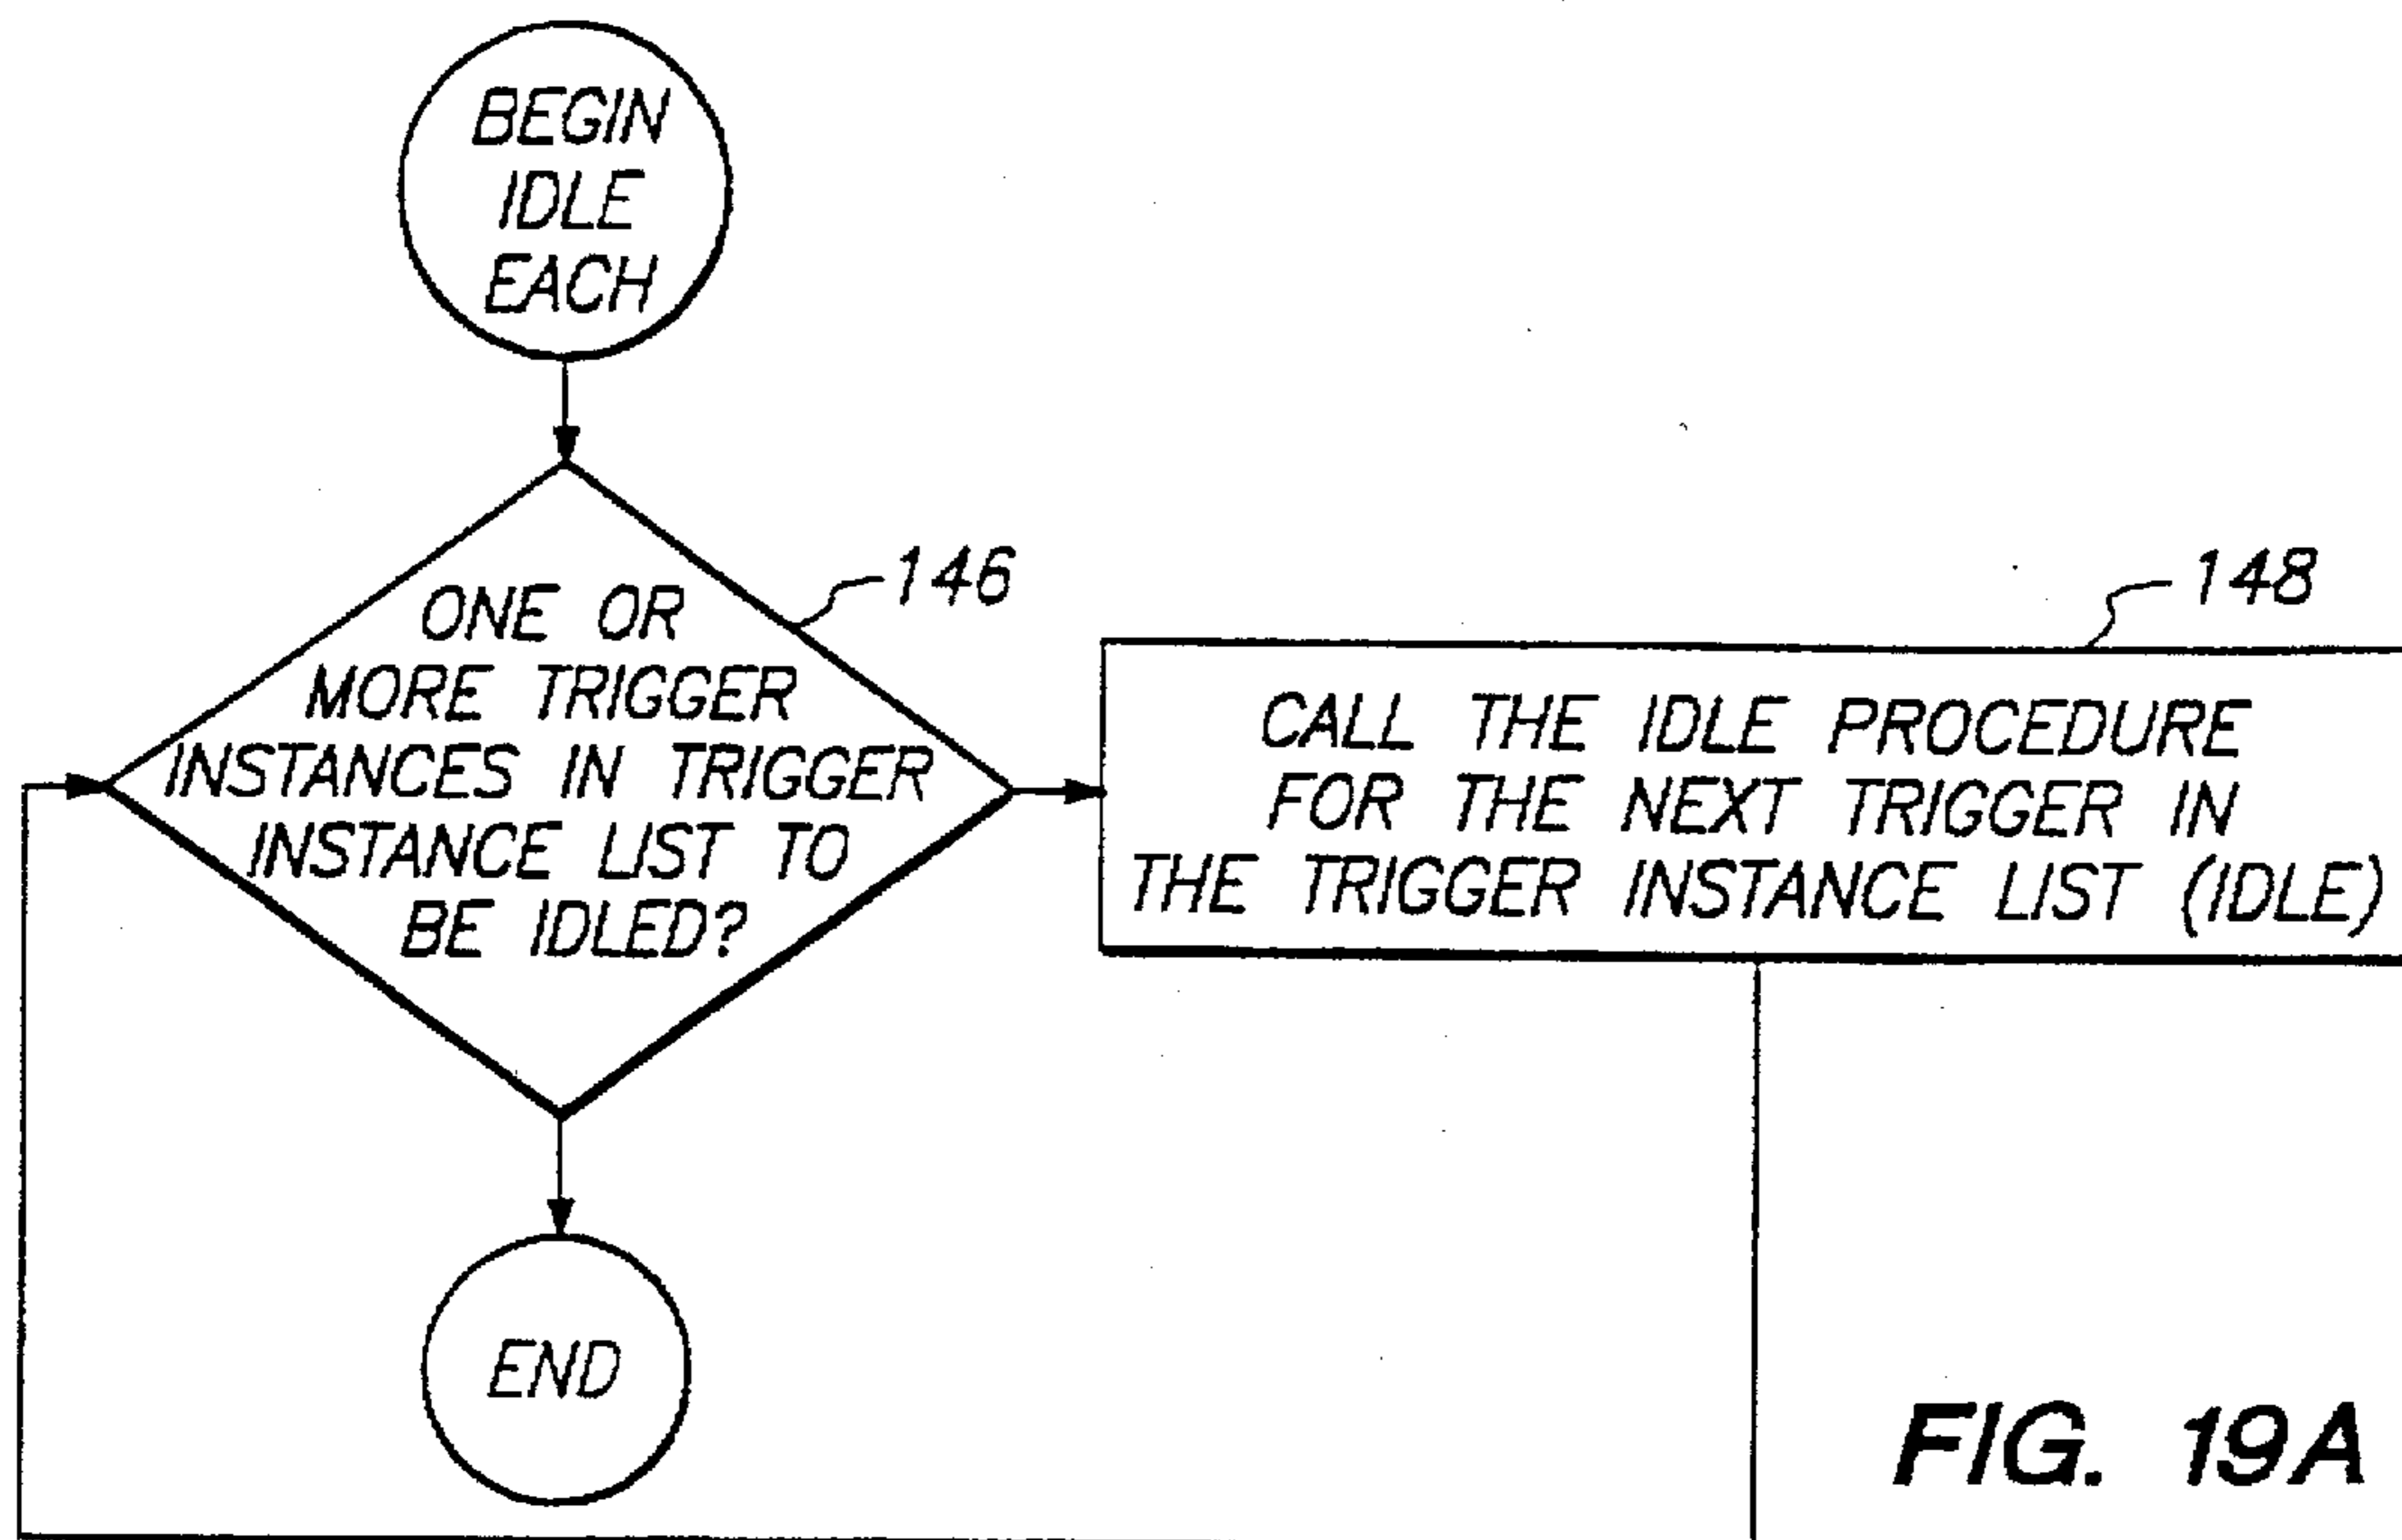 BEGIN
IDLE
EACH
146
ONE OR
MORE TRIGGER
INSTANCES IN TRIGGER
INSTANCE LIST TO
BE IDLED?
148
CALL THE IDLE PROCEDURE
FOR THE NEXT TRIGGER IN
THE TRIGGER INSTANCE LIST (IDLE)
END
FIG. 19A